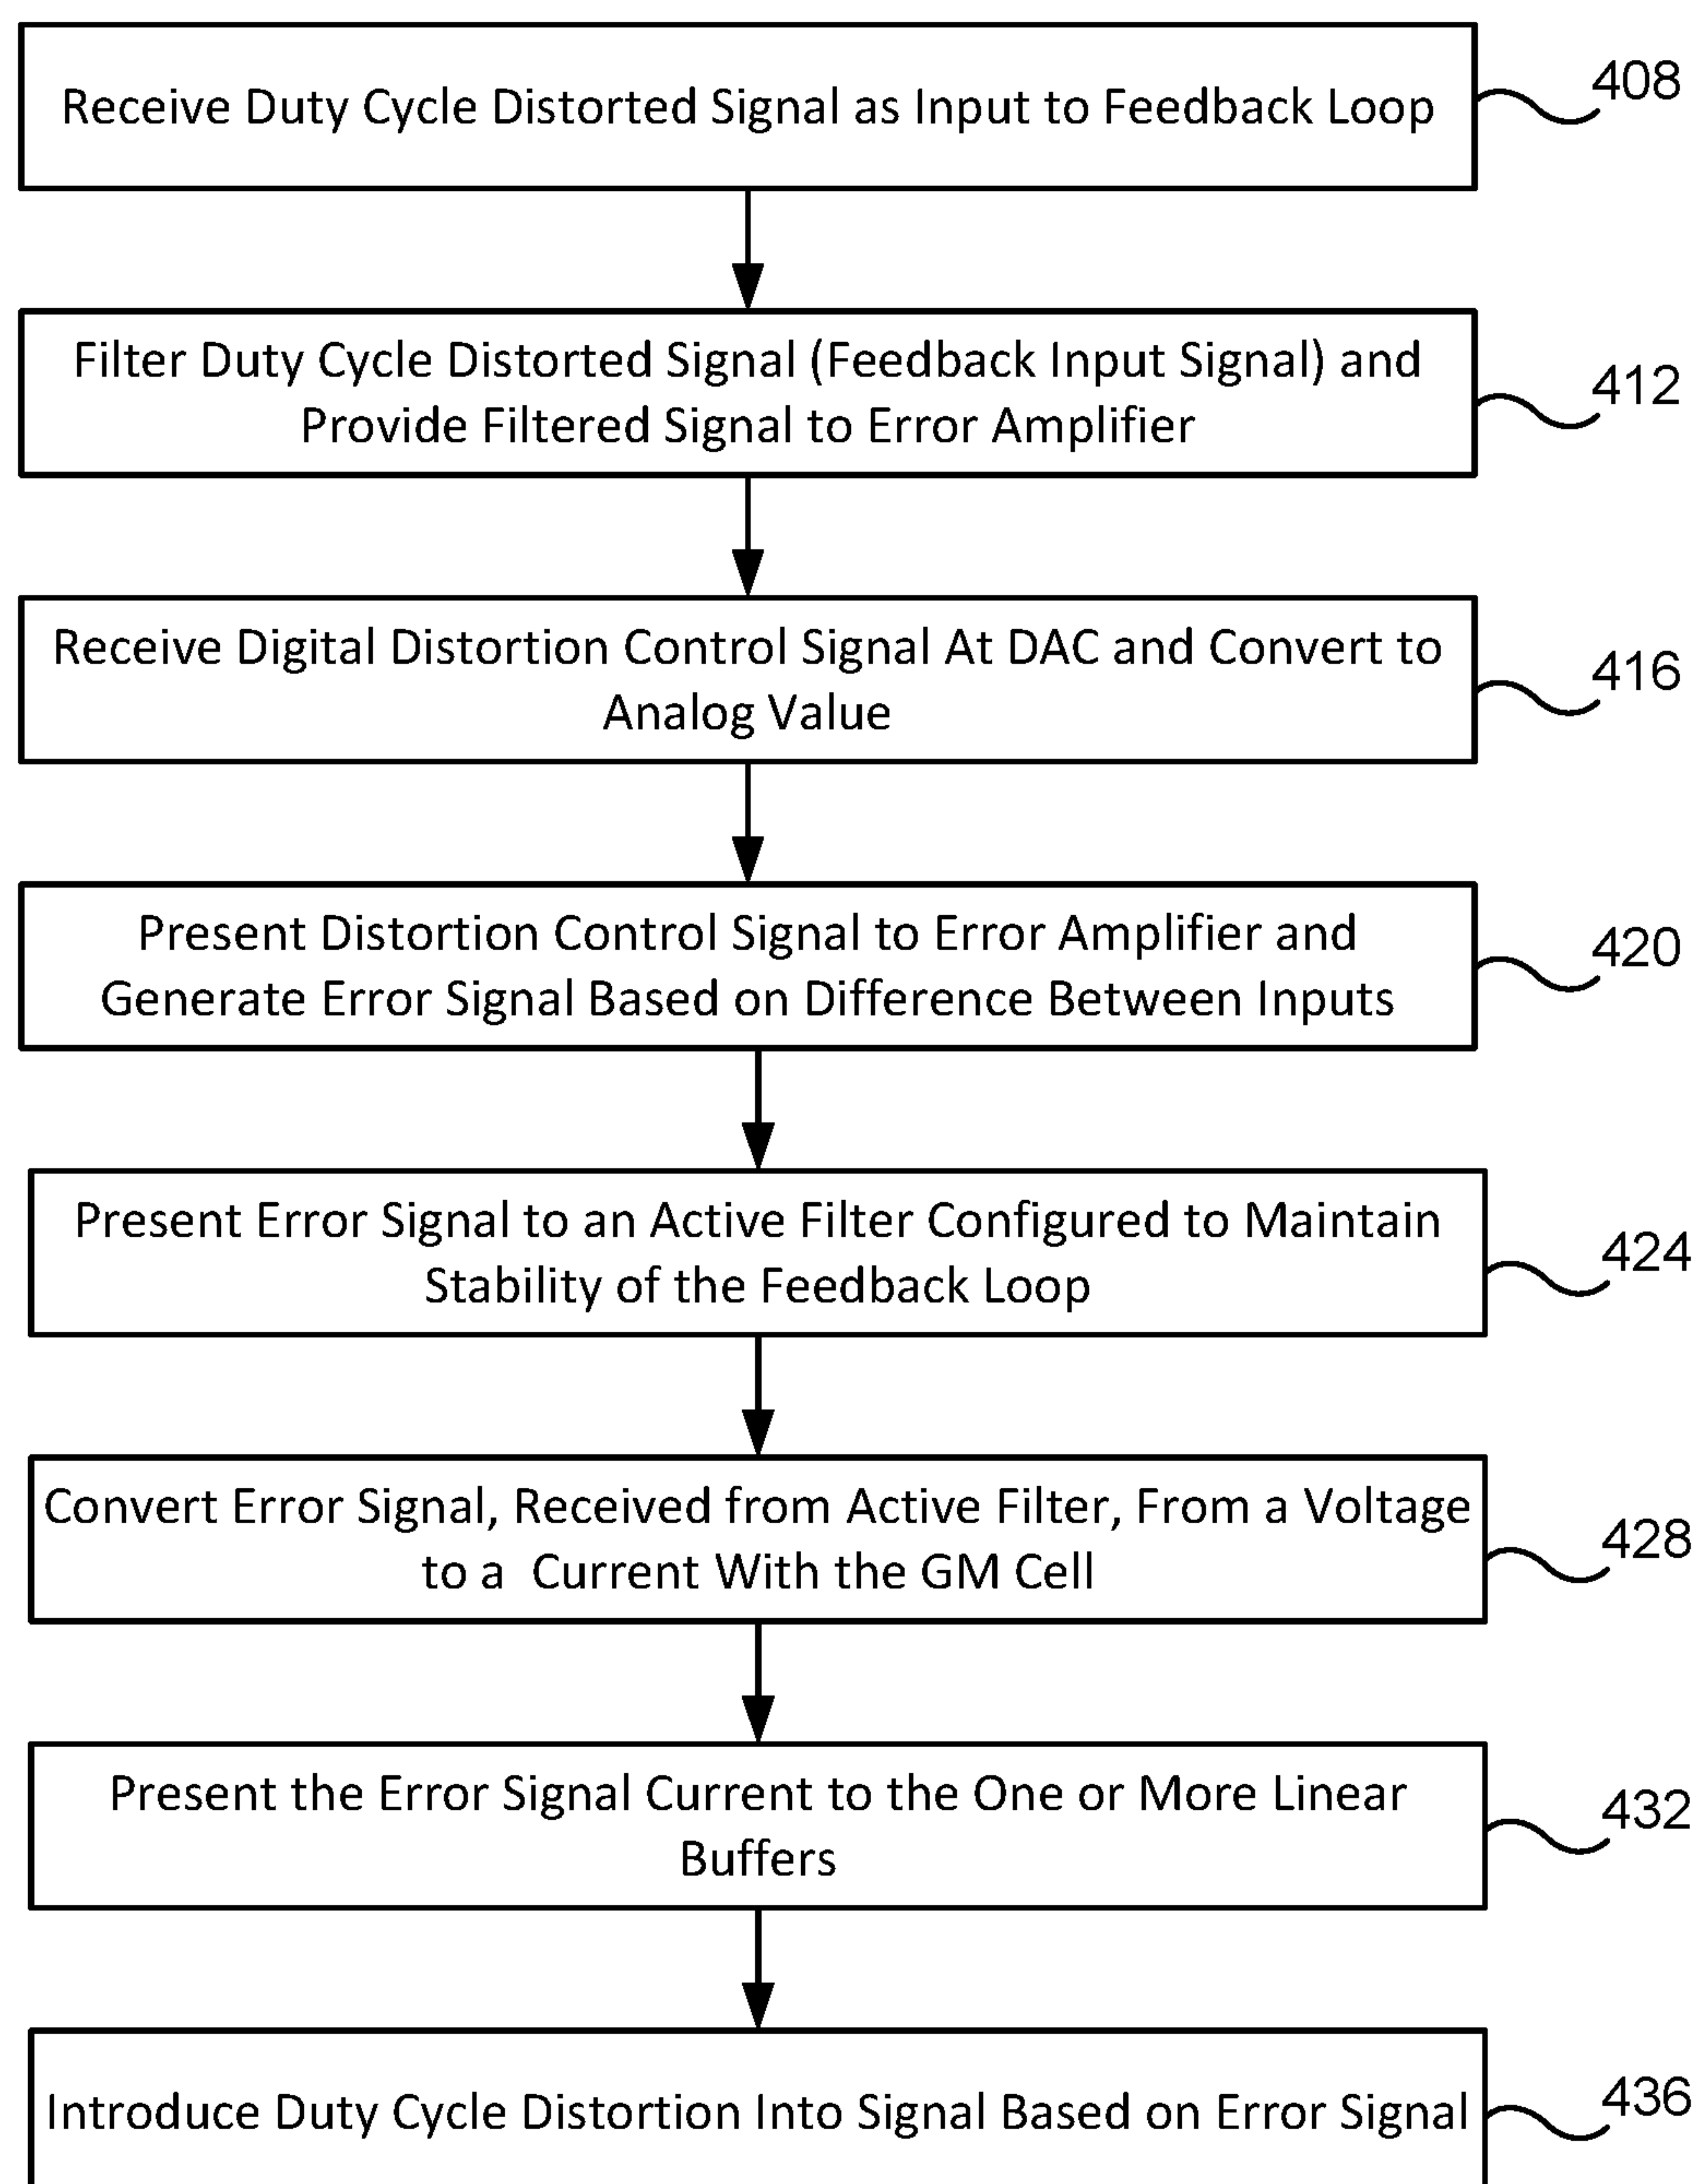 Receive Duty Cycle Distorted Signal as Input to Feedback Loop
408
Filter Duty Cycle Distorted Signal (Feedback Input Signal) and
Provide Filtered Signal to Error Amplifier
412
Receive Digital Distortion Control Signal At DAC and Convert to
Analog Value
416
Present Distortion Control Signal to Error Amplifier and
Generate Error Signal Based on Difference Between Inputs
420
Present Error Signal to an Active Filter Configured to Maintain
Stability of the Feedback Loop
424
Convert Error Signal, Received from Active Filter, From a Voltage
to a  Current With the GM Cell
428
Present the Error Signal Current to the One or More Linear
Buffers
432
Introduce Duty Cycle Distortion Into Signal Based on Error Signal
436